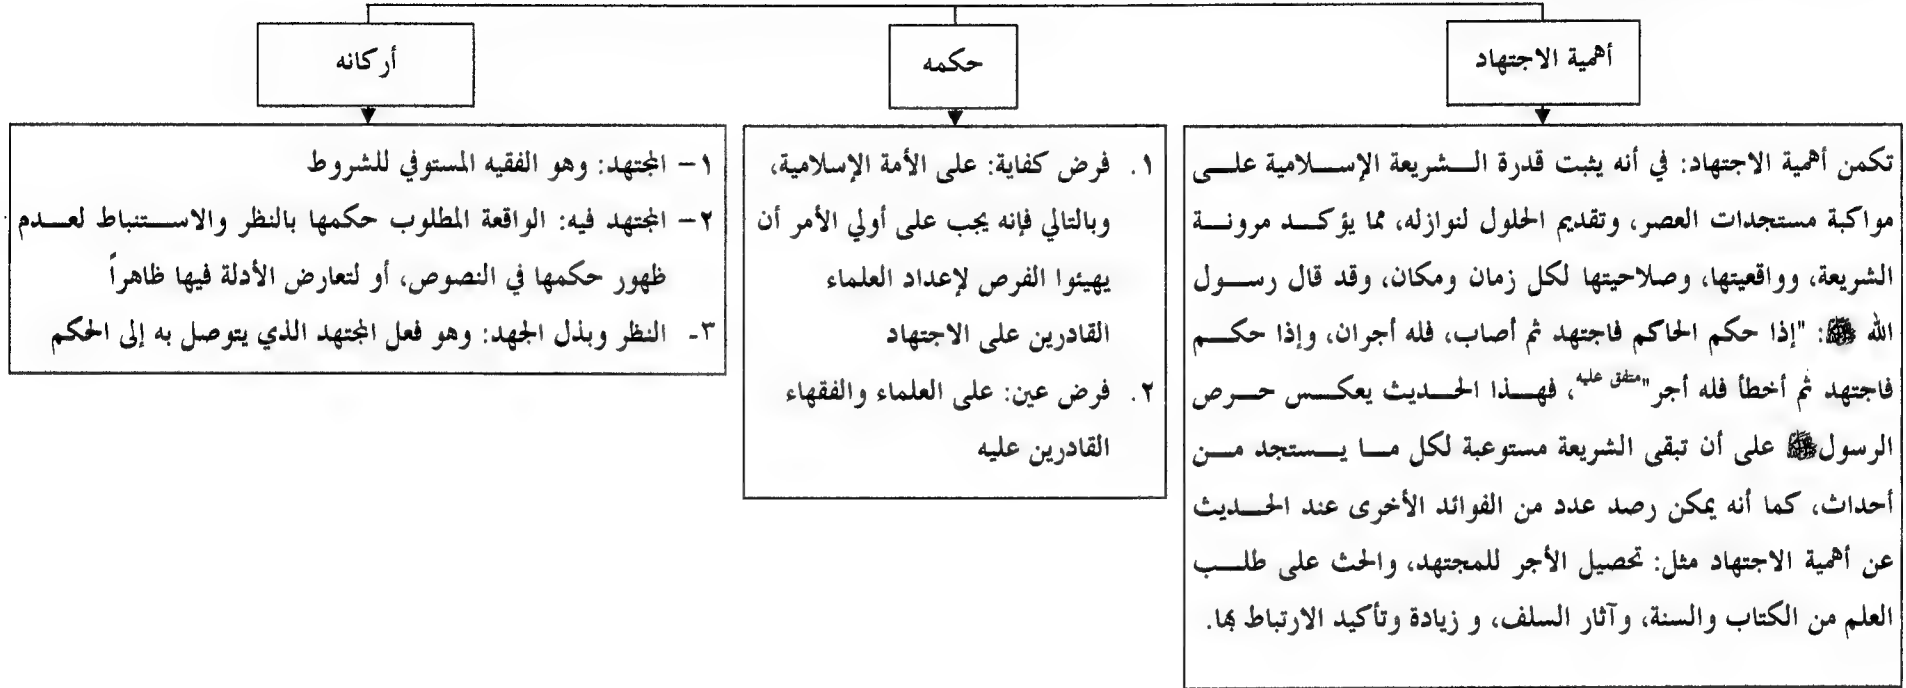 أهمية الاجتهاد
تكمن أهمية الاجتهاد: في أنه يثبت قدرة الشريعة الإسلامية على
مواكبة مستجدات العصر، وتقديم الحلول لنوازله، مما يؤكد مرونة
الشريعة، وواقعيتها، وصلاحيتها لكل زمان ومكان، وقد قال رسول
الله ﷺ: "إذا حكم الحاكم فاجتهد ثم أصاب، فله أجران، وإذا حكم
فاجتهد ثم أخطأ فله أجر" متفق عليه، فهذا الحديث يعكس حرص
الرسول ﷺ على أن تبقى الشريعة مستوعبة لكل ما يستجد من
أحداث، كما أنه يمكن رصد عدد من الفوائد الأخرى عند الحديث
عن أهمية الاجتهاد مثل: تحصيل الأجر للمجتهد، والحث على طلب
العلم من الكتاب والسنة، وآثار السلف، و زيادة وتأكيد الارتباط بها.
حكمه
١. فرض كفاية: على الأمة الإسلامية،
وبالتالي فإنه يجب على أولي الأمر أن
يهيئوا الفرص لإعداد العلماء
القادرين على الاجتهاد
٢. فرض عين: على العلماء والفقهاء
القادرين عليه
أركانه
١- المجتهد: وهو الفقيه المستوفي للشروط
٢- المجتهد فيه: الواقعة المطلوب حكمها بالنظر والاستنباط لعدم
ظهور حكمها في النصوص، أو لتعارض الأدلة فيها ظاهراً
٣- النظر وبذل الجهد: وهو فعل المجتهد الذي يتوصل به إلى الحكم